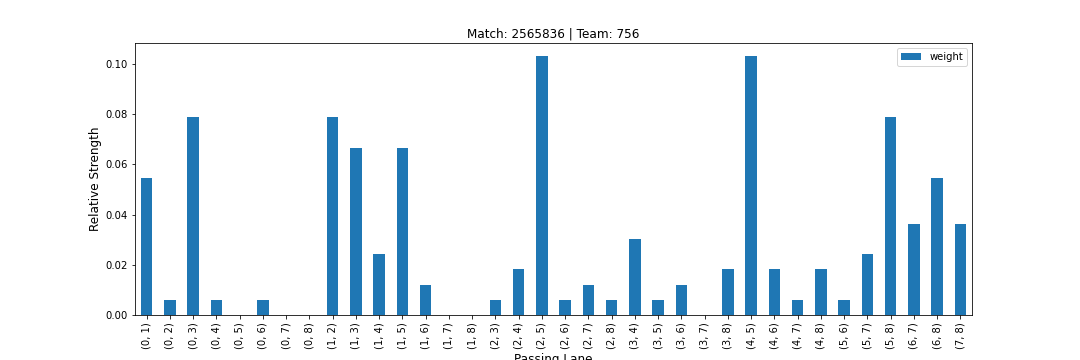 Match: 2565836 | Team: 756
weight
Relative Strength
0.10
0.08
0.06
0.04
0.02
0.00
(0, 1) (0, 2) (0, 3) (0, 4) (0, 5) (0, 6) (0, 7) (0, 8) (1, 2) (1, 3) (1, 4) (1, 5) (1, 6) (1, 7) (1, 8) (2, 3) (2, 4) (2, 5) (2, 6) (2, 7) (2, 8) (3, 4) (3, 5) (3, 6) (3, 7) (3, 8) (4, 5) (4, 6) (4, 7) (4, 8) (5, 6) (5, 7) (5, 8) (6, 7) (6, 8) (7, 8)
Passing Lane